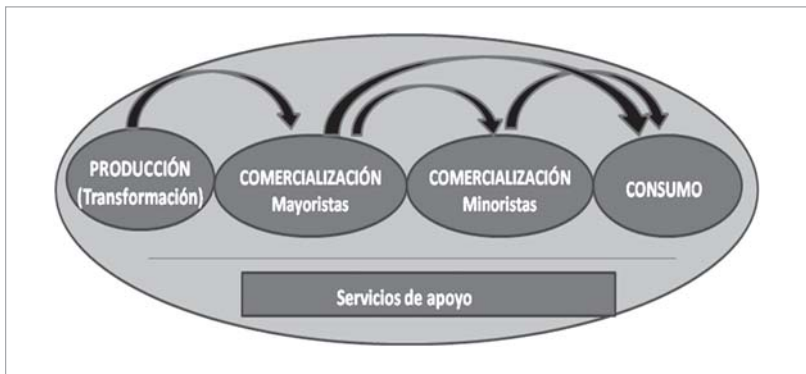 PRODUCCIÓN
(Transformación)
COMERCIALIZACIÓN
Mayoristas
COMERCIALIZACIÓN
Minoristas
CONSUMO
Servicios de apoyo